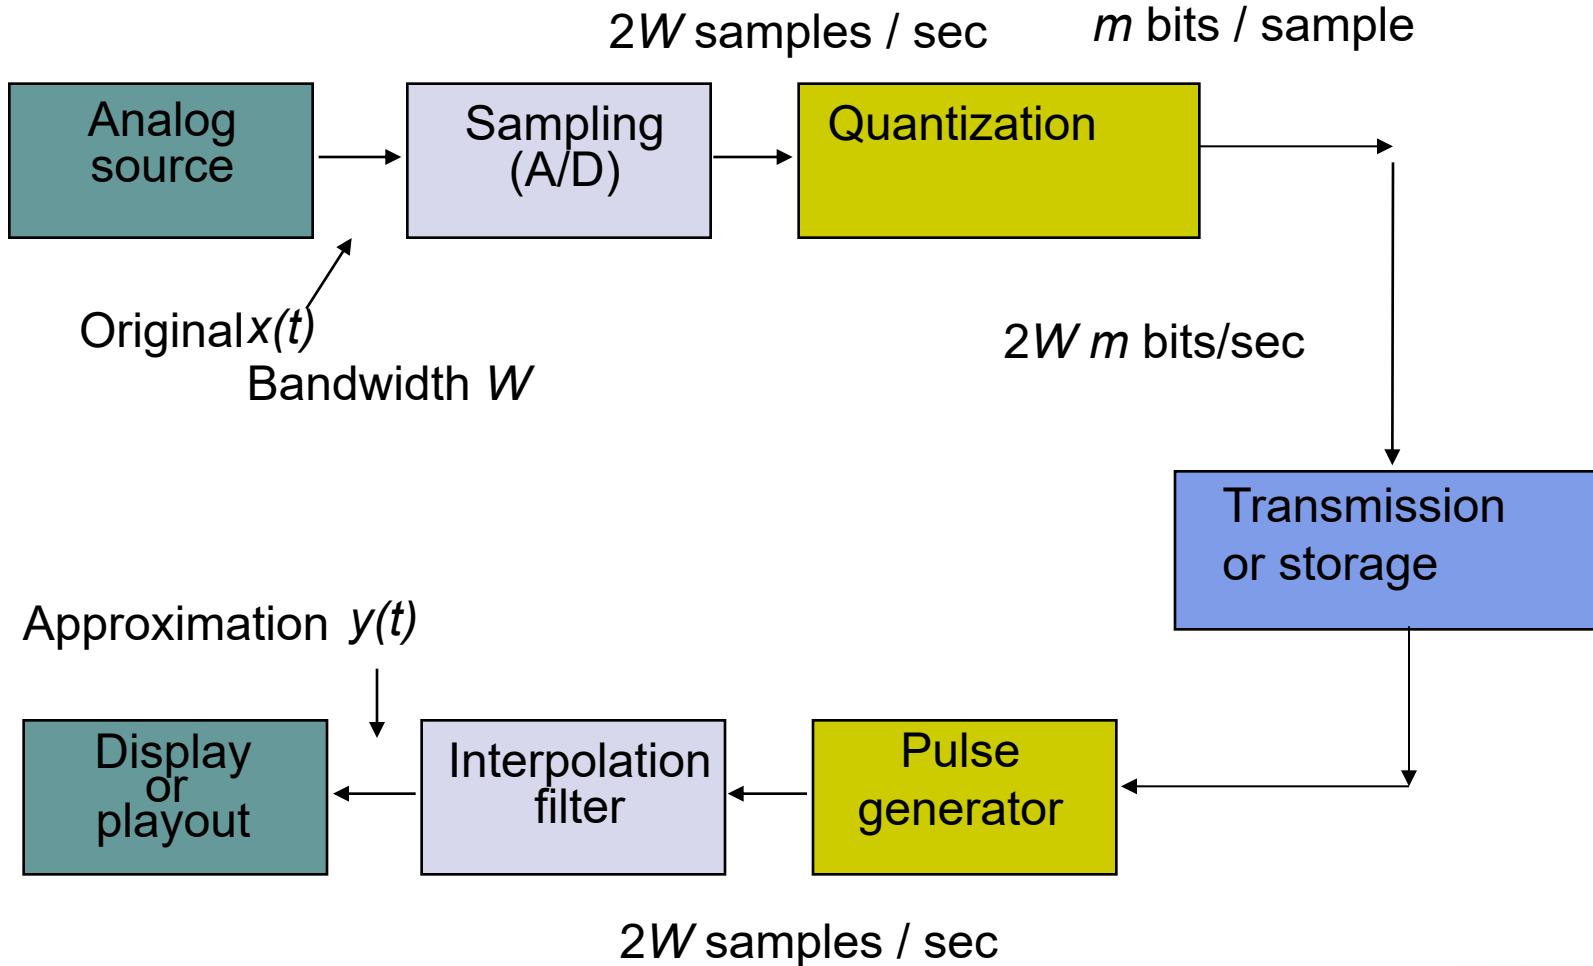 2W samples / sec
m bits / sample
Analog
source
Sampling
(A/D)
Quantization
Original x(t)
Bandwidth W
2W m bits/sec
Transmission
or storage
Approximation y(t)
Display
or
playout
Interpolation
filter
Pulse
generator
2W samples / sec